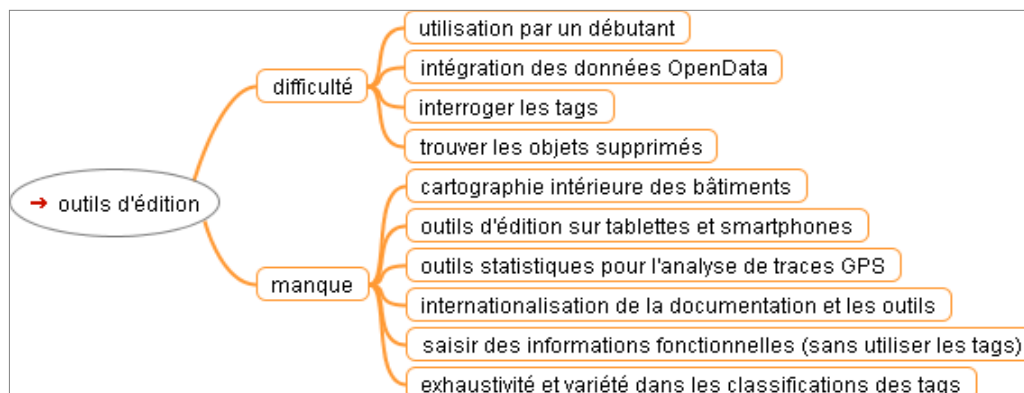 outils d'édition
difficulté
utilisation par un débutant
intégration des données OpenData
interroger les tags
trouver les objets supprimés
manque
cartographie intérieure des bâtiments
outils d'édition sur tablettes et smartphones
outils statistiques pour l'analyse de traces GPS
internationalisation de la documentation et les outils
saisir des informations fonctionnelles (sans utiliser les tags)
exhaustivité et variété dans les classifications des tags